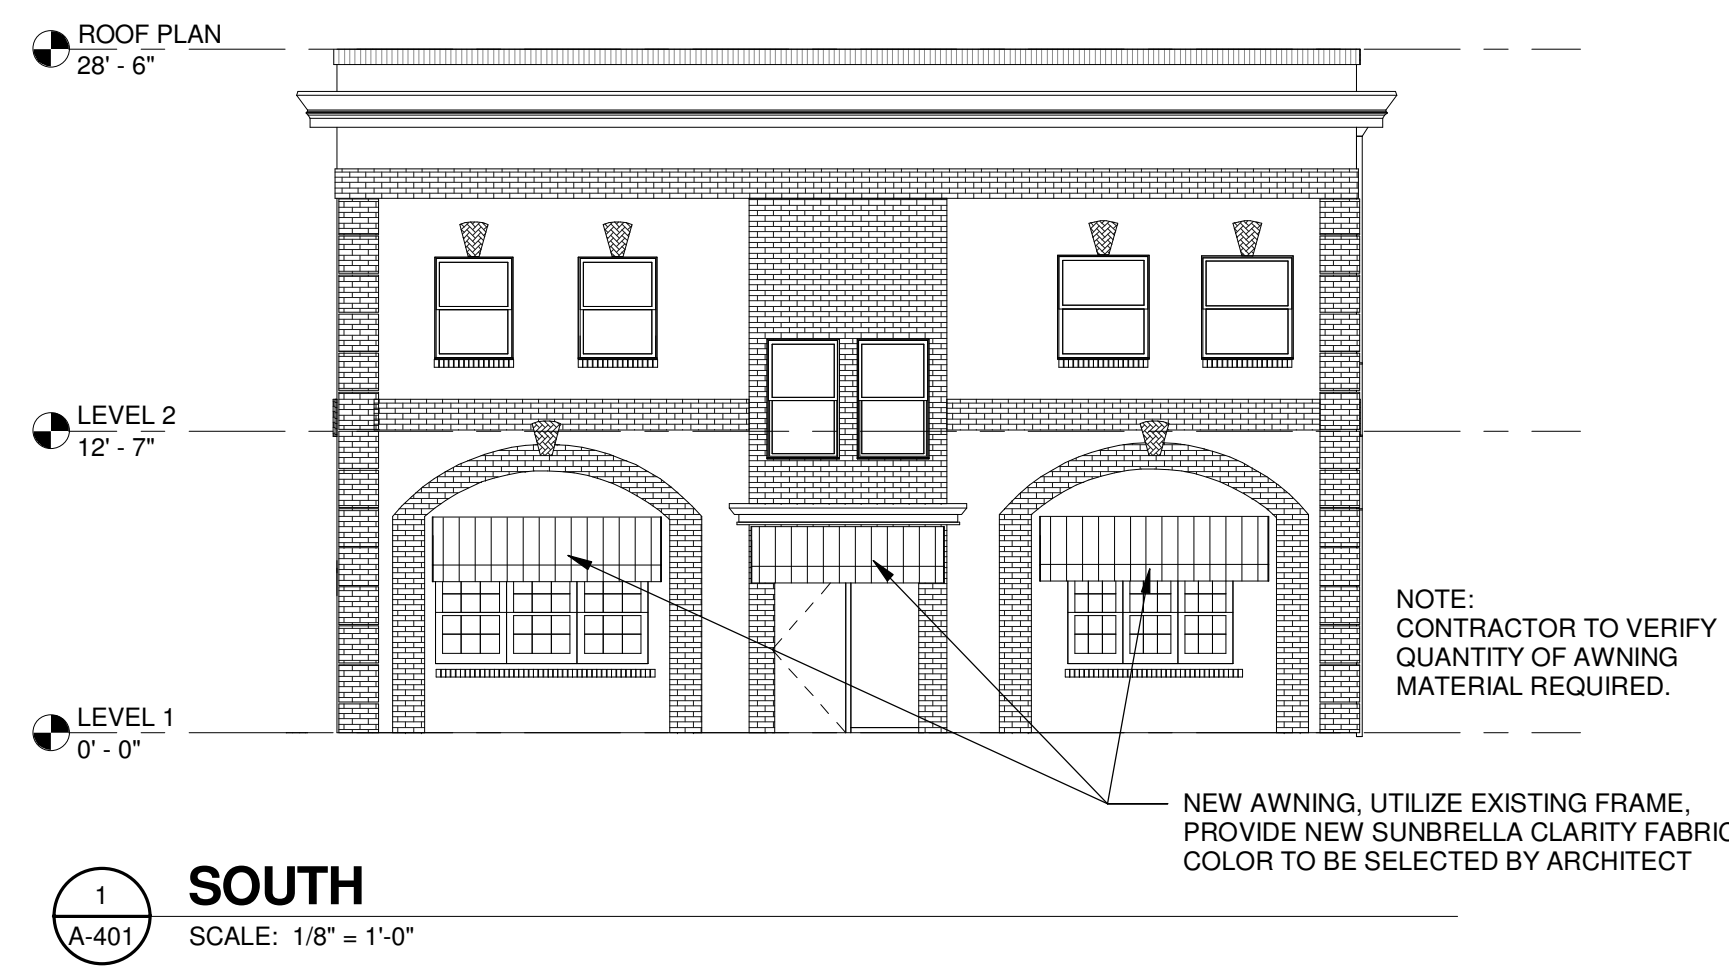 ROOF PLAN
28' - 6"
LEVEL 2
12' - 7"
LEVEL 1
0' - 0"
NOTE:
CONTRACTOR TO VERIFY
QUANTITY OF AWNING
MATERIAL REQUIRED.
NEW AWNING, UTILIZE EXISTING FRAME,
PROVIDE NEW SUNBRELLA CLARITY FABRIC
COLOR TO BE SELECTED BY ARCHITECT
1
A-401
SOUTH
SCALE: 1/8" = 1'-0"